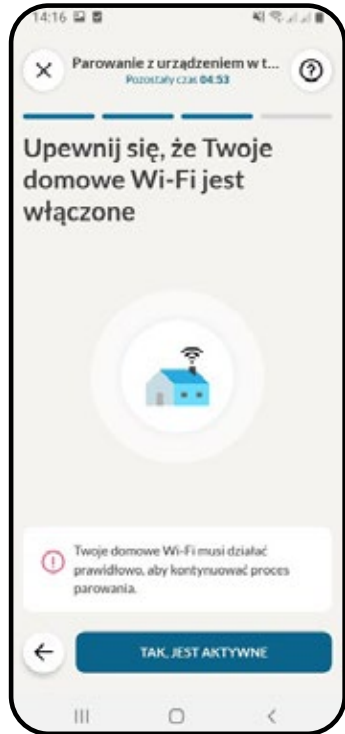 14:16
Parowanie z urządzeniem w t...
Pozostały czas 04:53
Upewnij się, że Twoje
domowe Wi-Fi jest
włączone
Twoje domowe Wi-Fi musi działać
prawidłowo, aby kontynuować proces
parowania.
TAK, JEST AKTYWNE